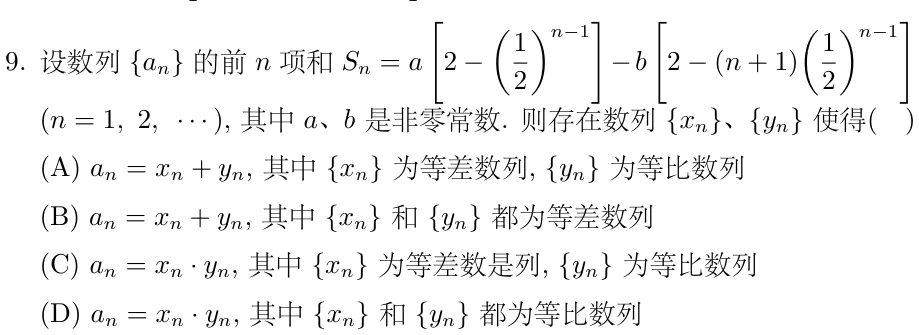 9. 设数列 {aₙ} 的前 n 项和 Sₙ = a[2 − (1/2)ⁿ⁻¹] − b[2 − (n + 1)(1/2)ⁿ⁻¹]
(n = 1, 2, ⋯), 其中 a、b 是非零常数. 则存在数列 {xₙ}、{yₙ} 使得( )
(A) aₙ = xₙ + yₙ, 其中 {xₙ} 为等差数列, {yₙ} 为等比数列
(B) aₙ = xₙ + yₙ, 其中 {xₙ} 和 {yₙ} 都为等差数列
(C) aₙ = xₙ · yₙ, 其中 {xₙ} 为等差数是列, {yₙ} 为等比数列
(D) aₙ = xₙ · yₙ, 其中 {xₙ} 和 {yₙ} 都为等比数列